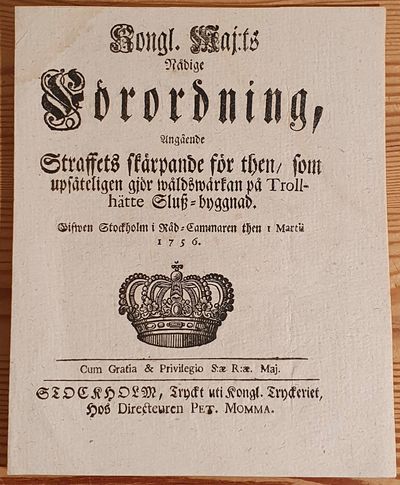 Kongl. Maj:ts
Nådige
Förordning,
Angående
Straffets skärpande för then/ som
upsåteligen gjör wåldswärkan på Troll-
hätte Sluß-byggnad.
Gifwen Stockholm i Råd-Cammaren then 1 Martii
1756.
Cum Gratia & Privilegio S:æ R:æ. Maj.
STOCKHOLM, Tryckt uti Kongl. Tryckeriet,
Hos Directeuren PET. MOMMA.